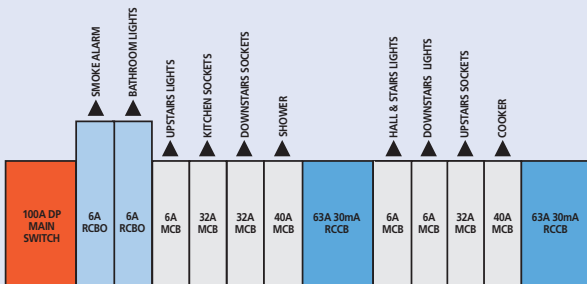 SMOKE ALARM
BATHROOM LIGHTS
UPSTAIRS LIGHTS
KITCHEN SOCKETS
DOWNSTAIRS SOCKETS
SHOWER
HALL & STAIRS LIGHTS
DOWNSTAIRS LIGHTS
UPSTAIRS SOCKETS
COOKER
100A DP
MAIN
SWITCH
6A
RCBO
6A
RCBO
6A
MCB
32A
MCB
32A
MCB
40A
MCB
63A 30mA
RCCB
6A
MCB
6A
MCB
32A
MCB
40A
MCB
63A 30mA
RCCB